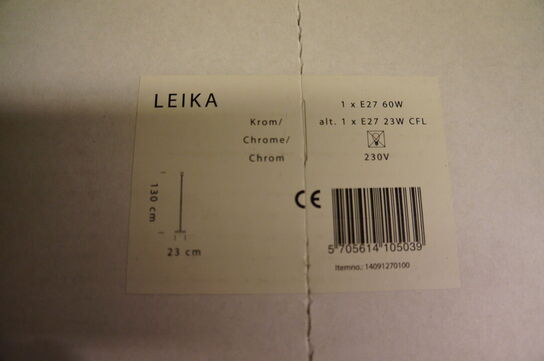 LEIKA
Krom/
Chrome/
Chrom
1 x E27 60W
alt. 1 x E27 23W CFL
230V
130 cm
23 cm
CE
5 705614 105039
Itemno.: 14091270100